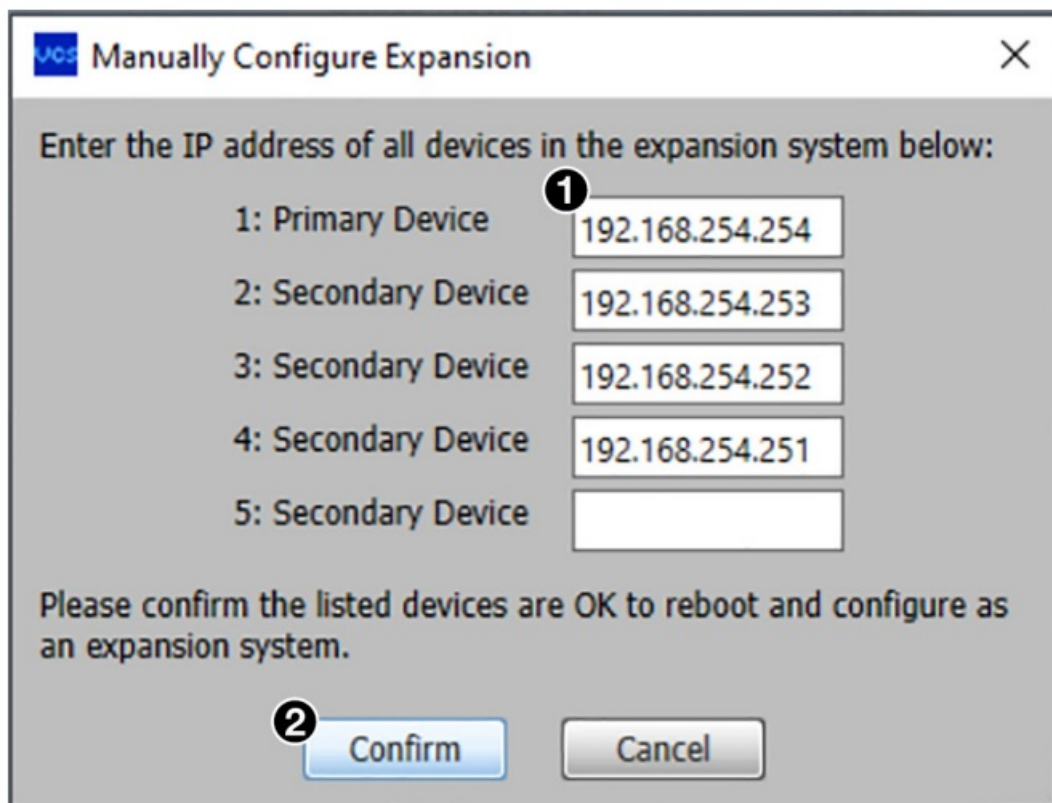 VCS Manually Configure Expansion
Enter the IP address of all devices in the expansion system below:
1
1: Primary Device 192.168.254.254
2: Secondary Device 192.168.254.253
3: Secondary Device 192.168.254.252
4: Secondary Device 192.168.254.251
5: Secondary Device
Please confirm the listed devices are OK to reboot and configure as
an expansion system.
2 Confirm Cancel